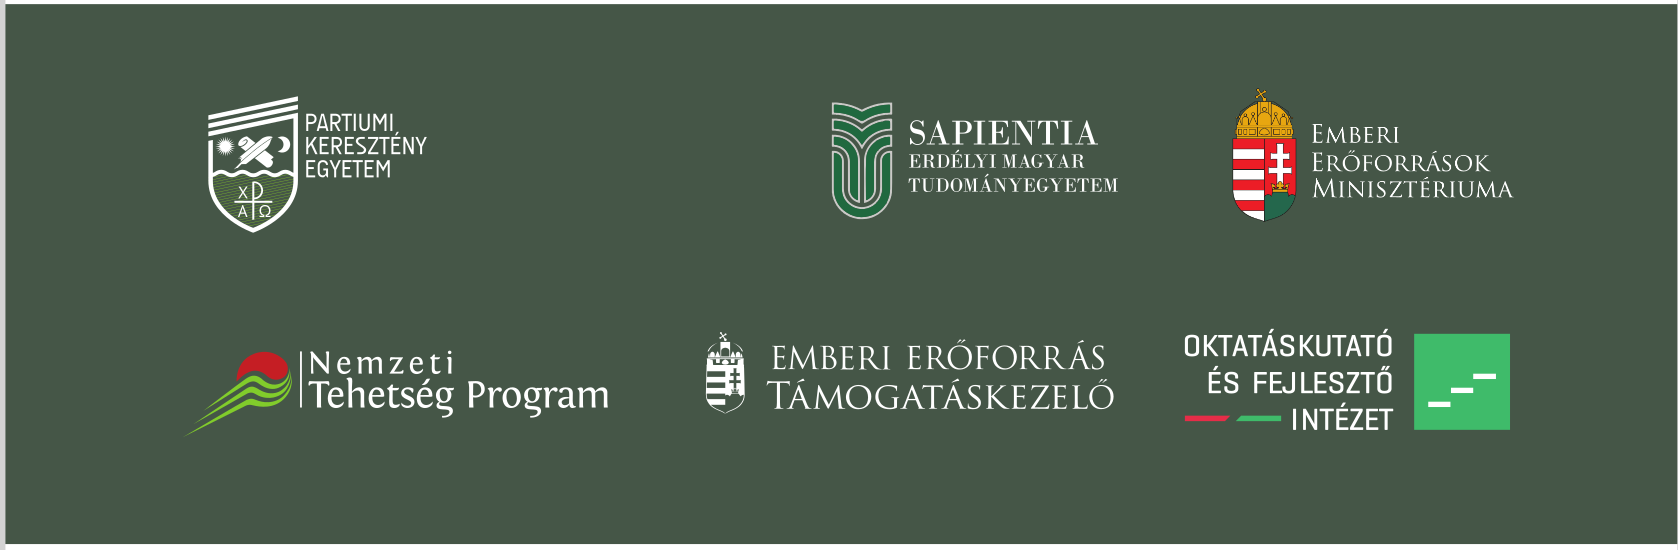 PARTIUMI
KERESZTÉNY
EGYETEM
X P
A Ω
SAPIENTIA
ERDÉLYI MAGYAR
TUDOMÁNYEGYETEM
EMBERI
ERŐFORRÁSOK
MINISZTÉRIUMA
Nemzeti
Tehetség Program
EMBERI ERŐFORRÁS
TÁMOGATÁSKEZELŐ
OKTATÁSKUTATÓ
ÉS FEJLESZTŐ
INTÉZET